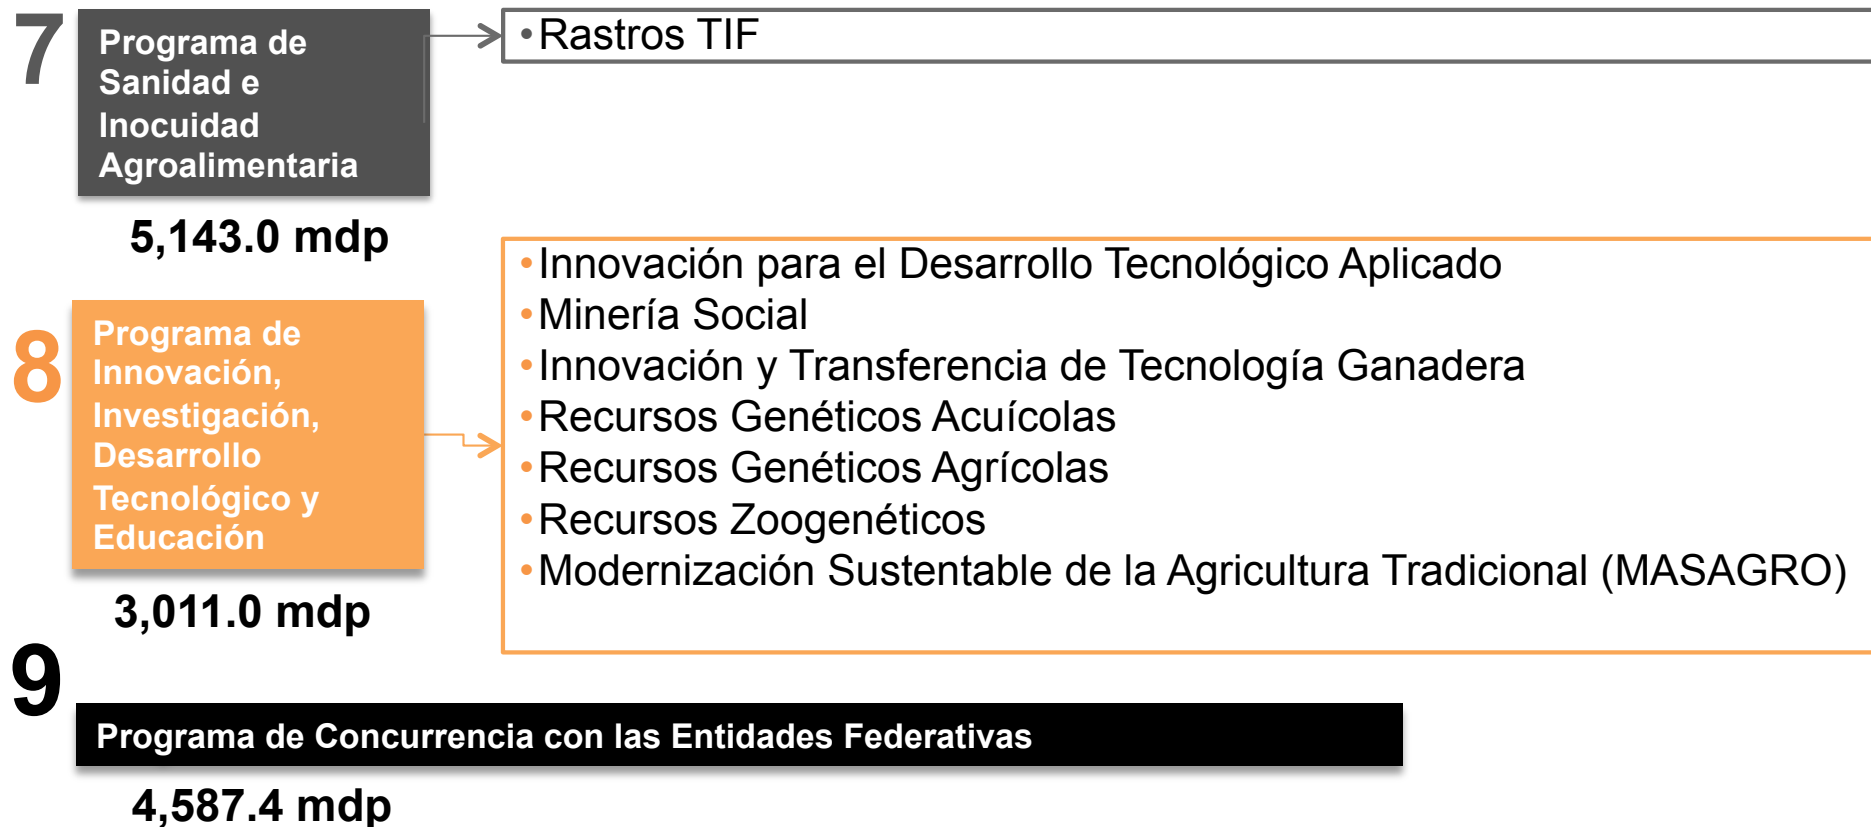 7
Programa de
Sanidad e
Inocuidad
Agroalimentaria
•Rastros TIF
5,143.0 mdp
8
Programa de
Innovación,
Investigación,
Desarrollo
Tecnológico y
Educación
•Innovación para el Desarrollo Tecnológico Aplicado
•Minería Social
•Innovación y Transferencia de Tecnología Ganadera
•Recursos Genéticos Acuícolas
•Recursos Genéticos Agrícolas
•Recursos Zoogenéticos
•Modernización Sustentable de la Agricultura Tradicional (MASAGRO)
3,011.0 mdp
9
Programa de Concurrencia con las Entidades Federativas
4,587.4 mdp